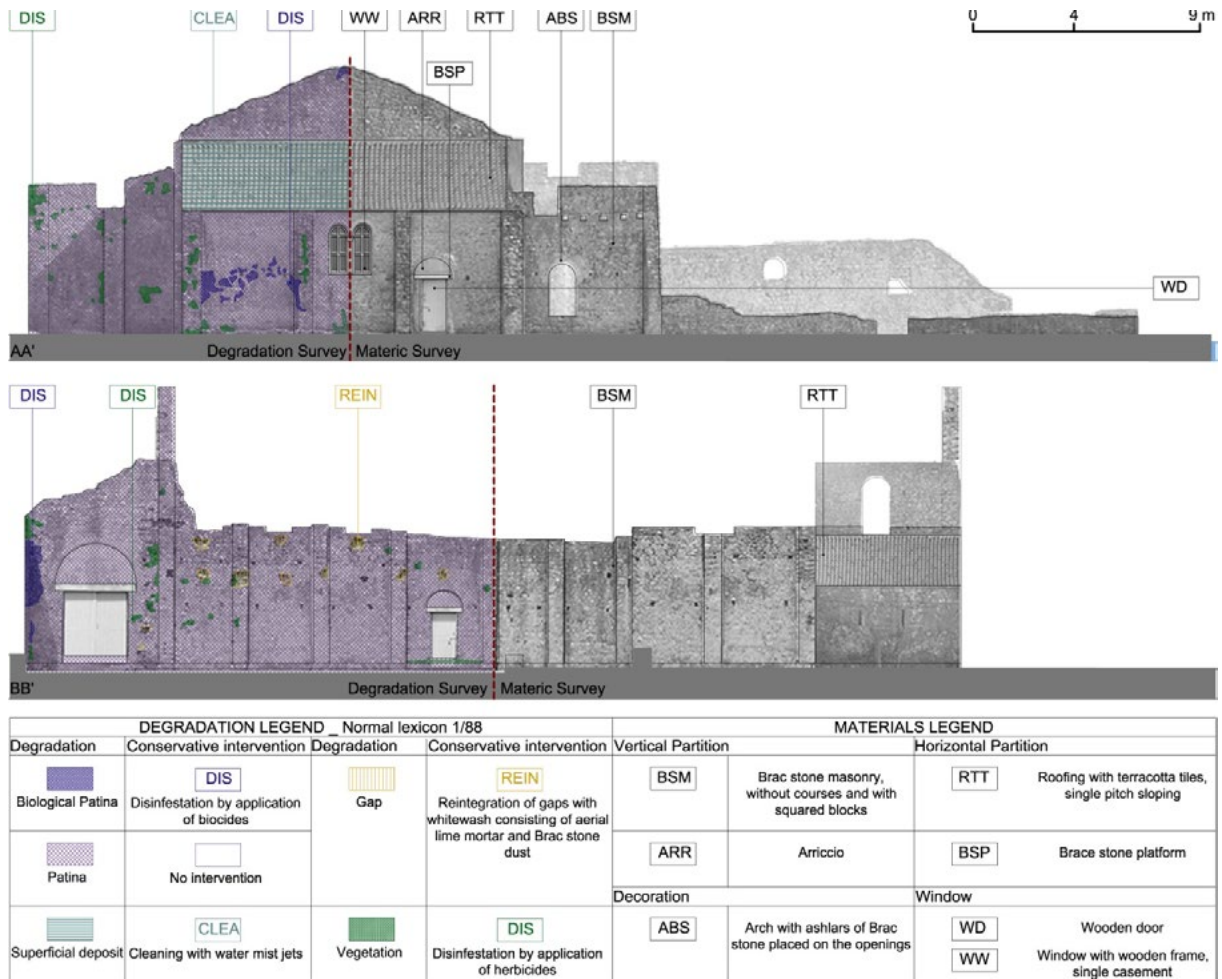 DIS CLEA DIS WW ARR RTT ABS BSM 0 4 9 m
BSP
WD
AA' Degradation Survey Materic Survey
DIS DIS REIN BSM RTT
BB' Degradation Survey Materic Survey
DEGRADATION LEGEND _ Normal lexicon 1/88 MATERIALS LEGEND
Degradation Conservative intervention Degradation Conservative intervention Vertical Partition Horizontal Partition
DIS
Biological Patina
Disinfestation by application
of biocides
Gap
REIN
Reintegration of gaps with
whitewash consisting of aerial
lime mortar and Brac stone
dust
BSM
Brac stone masonry,
without courses and with
squared blocks
RTT
Roofing with terracotta tiles,
single pitch sloping
Patina
No intervention
ARR
Arriccio
BSP
Brace stone platform
Decoration Window
Superficial deposit
CLEA
Cleaning with water mist jets
Vegetation
DIS
Disinfestation by application
of herbicides
ABS
Arch with ashlars of Brac
stone placed on the openings
WD
Wooden door
WW
Window with wooden frame,
single casement